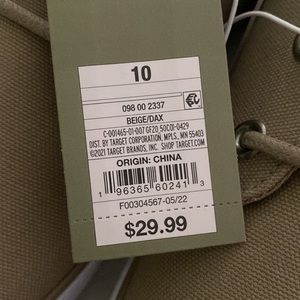 10
098 00 2337
BEIGE/DAX
C-001465-01-007 GF20 50C01-0429
DIST. BY TARGET CORPORATION, MPLS., MN 55403
©2021 TARGET BRANDS, INC. SHOP TARGET.COM
ORIGIN: CHINA
1 96365 60241 3
F00304567-05/22
$29.99